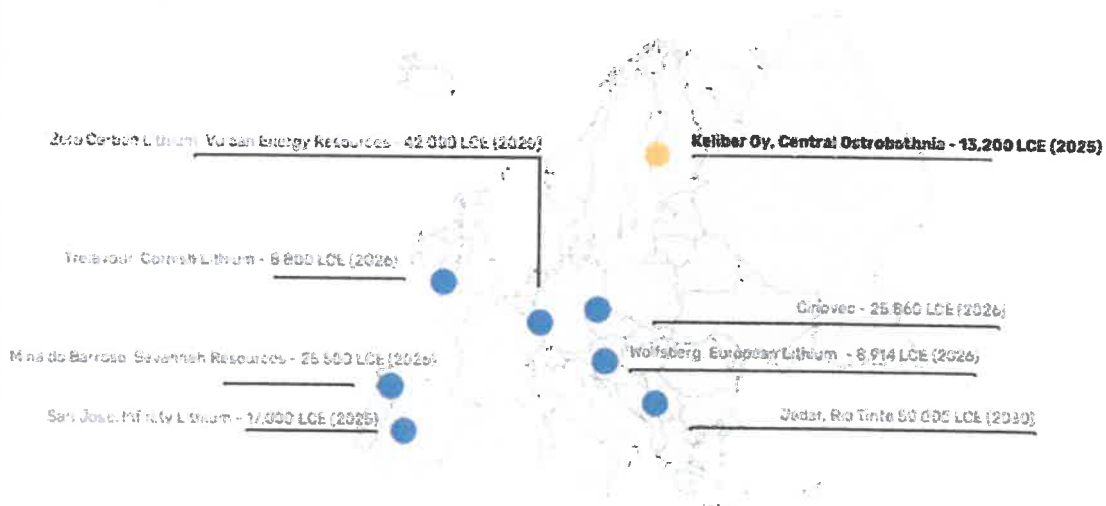 Zero Carbon Lithium, Vulcan Energy Resources - 42 000 LCE (2026)
Keliber Oy, Central Ostrobothnia - 13,200 LCE (2025)
Trelavour, Cornish Lithium - 8 800 LCE (2026)
Cinovec - 25 860 LCE (2026)
Mina do Barroso, Savannah Resources - 25 500 LCE (2026)
Wolfsberg, European Lithium - 8,914 LCE (2026)
San Jose, Infinity Lithium - 17,000 LCE (2025)
Jadar, Rio Tinto LCE (2030)